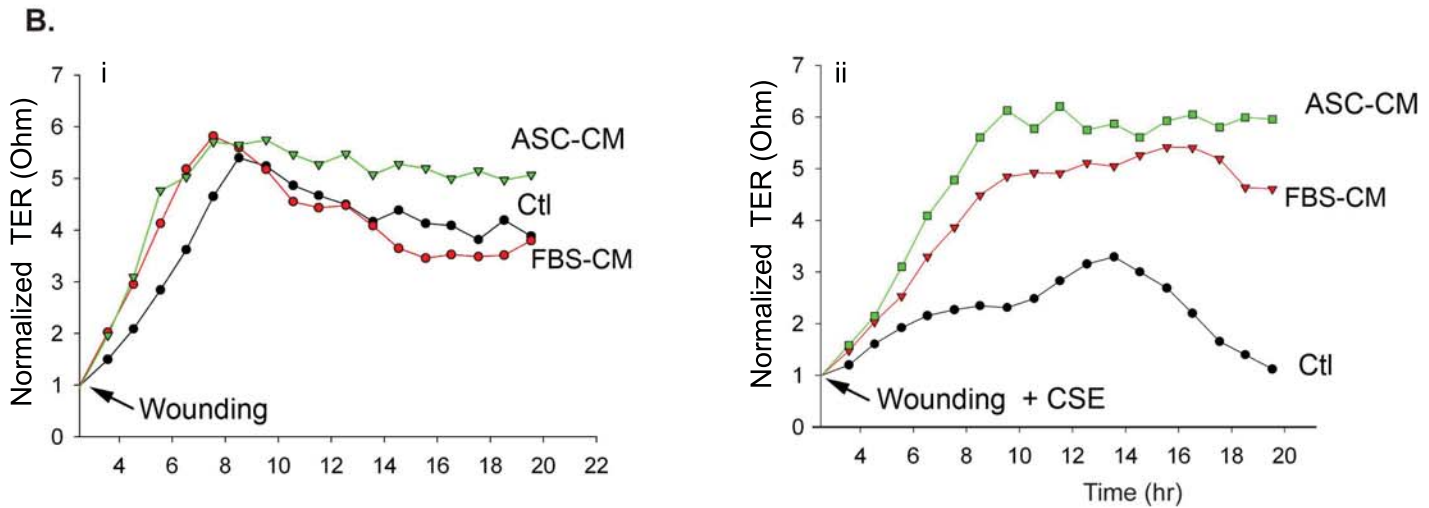 B.
i
Normalized TER (Ohm)
7
6
5
4
3
2
1
0
ASC-CM
Ctl
FBS-CM
Wounding
4 6 8 10 12 14 16 18 20 22
ii
Normalized TER (Ohm)
7
6
5
4
3
2
1
0
ASC-CM
FBS-CM
Ctl
Wounding + CSE
4 6 8 10 12 14 16 18 20
Time (hr)